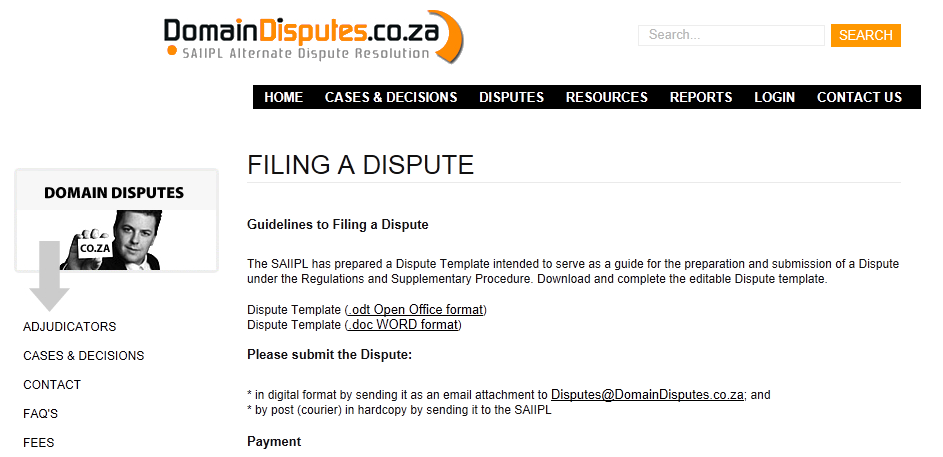 DomainDisputes.co.za
SAIIPL Alternate Dispute Resolution
Search...
SEARCH
HOME CASES & DECISIONS DISPUTES RESOURCES REPORTS LOGIN CONTACT US
DOMAIN DISPUTES
CO.ZA
ADJUDICATORS
CASES & DECISIONS
CONTACT
FAQ'S
FEES
FILING A DISPUTE
Guidelines to Filing a Dispute
The SAIIPL has prepared a Dispute Template intended to serve as a guide for the preparation and submission of a Dispute
under the Regulations and Supplementary Procedure. Download and complete the editable Dispute template.
Dispute Template (.odt Open Office format)
Dispute Template (.doc WORD format)
Please submit the Dispute:
* in digital format by sending it as an email attachment to Disputes@DomainDisputes.co.za; and
* by post (courier) in hardcopy by sending it to the SAIIPL
Payment